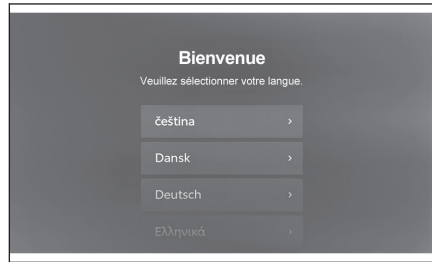 Bienvenue
Veuillez sélectionner votre langue.
čeština
Dansk
Deutsch
Ελληνικά